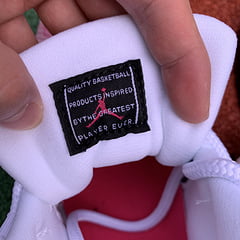 QUALITY BASKETBALL
PRODUCTS INSPIRED
BY THE GREATEST
PLAYER EVER